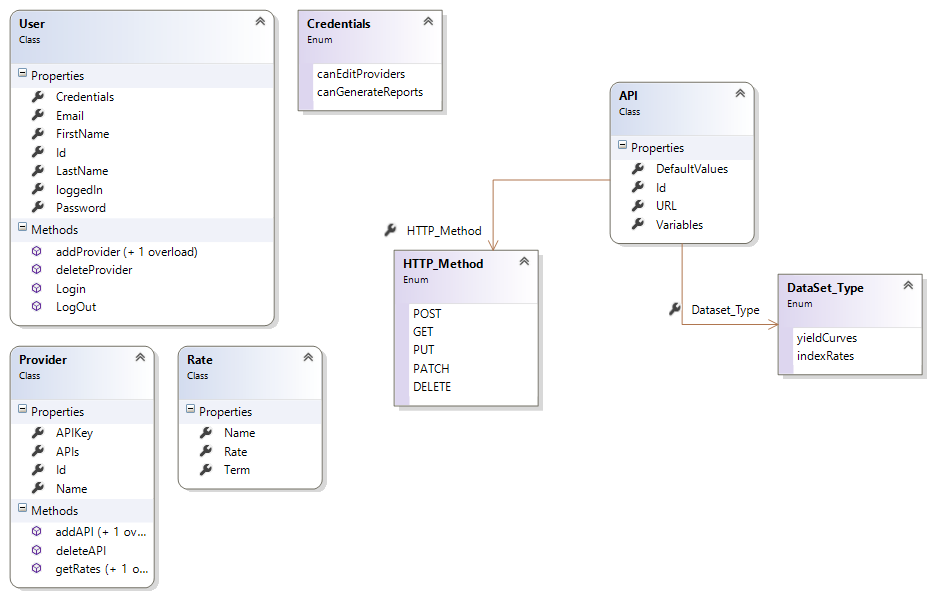 User
Class
Properties
Credentials
Email
FirstName
Id
LastName
loggedIn
Password
Methods
addProvider (+ 1 overload)
deleteProvider
Login
LogOut
Credentials
Enum
canEditProviders
canGenerateReports
API
Class
Properties
DefaultValues
Id
URL
Variables
HTTP_Method
HTTP_Method
Enum
POST
GET
PUT
PATCH
DELETE
Dataset_Type
DataSet_Type
Enum
yieldCurves
indexRates
Provider
Class
Properties
APIKey
APIs
Id
Name
Methods
addAPI (+ 1 ov...
deleteAPI
getRates (+ 1 o...
Rate
Class
Properties
Name
Rate
Term